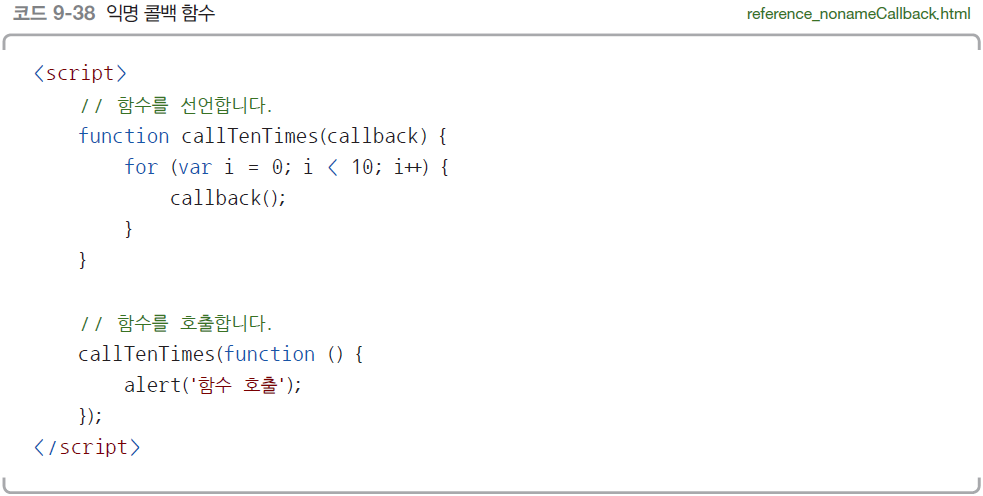 코드 9-38 익명 콜백 함수 reference_nonameCallback.html
<script>
// 함수를 선언합니다.
function callTenTimes(callback) {
for (var i = 0; i < 10; i++) {
callback();
}
}
// 함수를 호출합니다.
callTenTimes(function () {
alert('함수 호출');
});
</script>